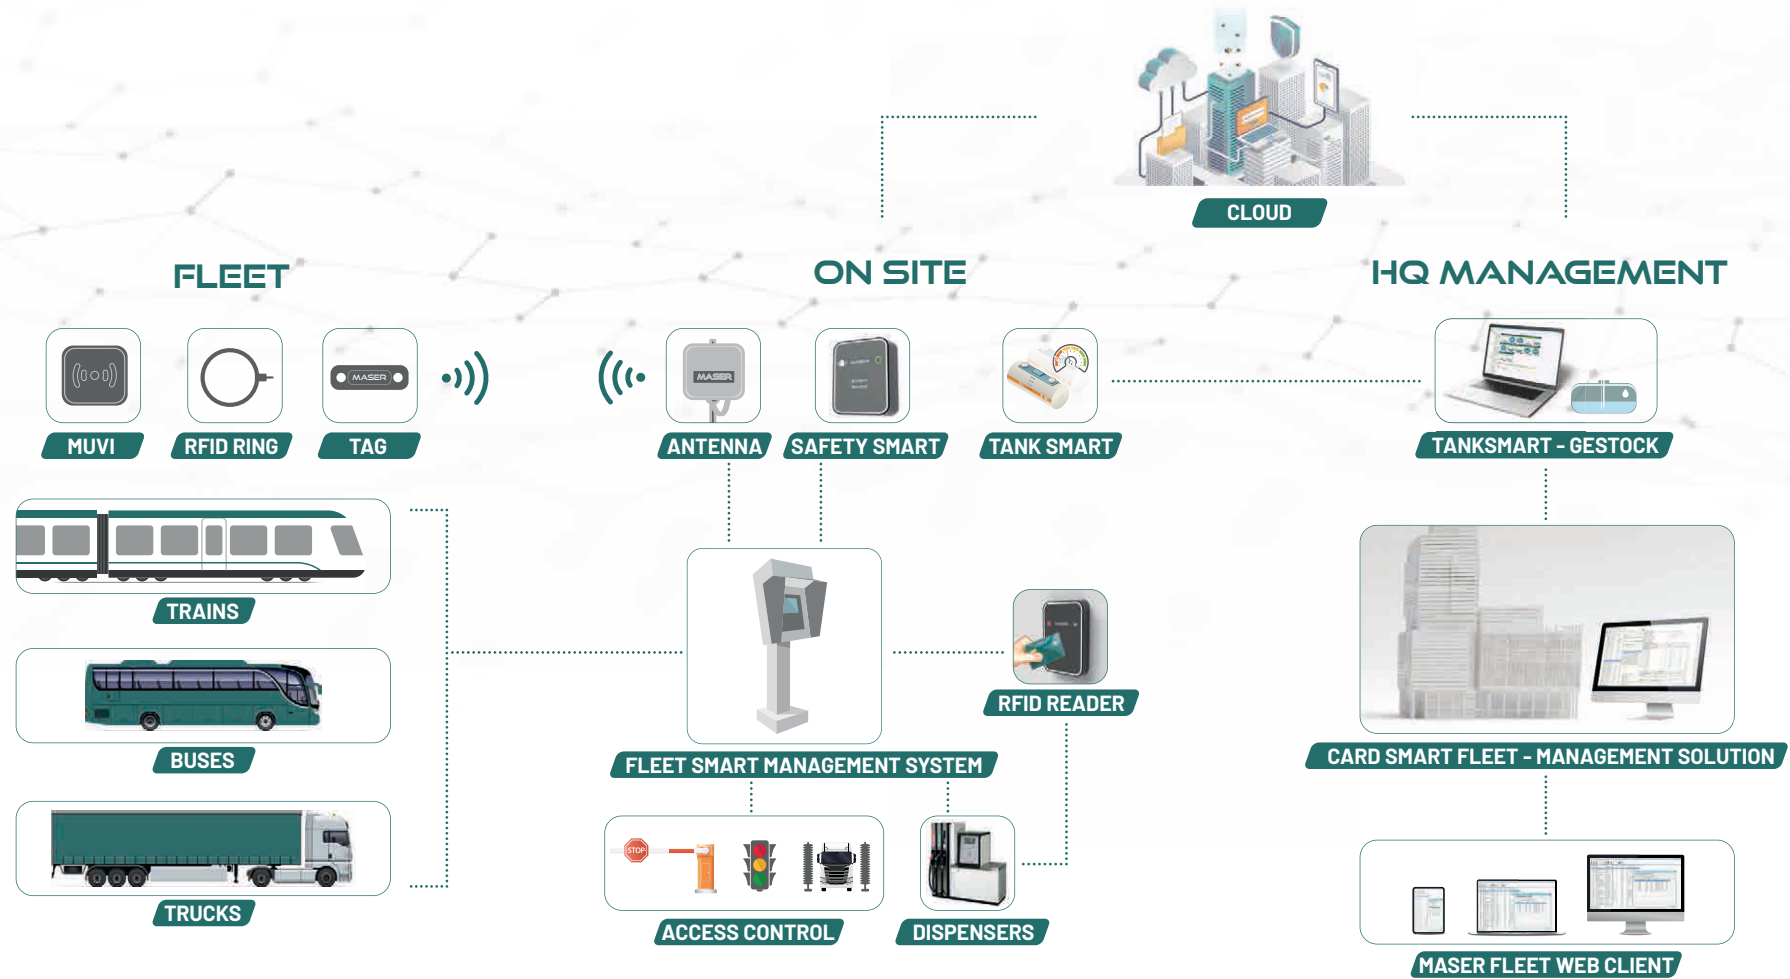 CLOUD
FLEET
ON SITE
HQ MANAGEMENT
MASER
MASER
MUVI
RFID RING
TAG
ANTENNA
SAFETY SMART
TANK SMART
TANKSMART - GESTOCK
TRAINS
BUSES
TRUCKS
RFID READER
FLEET SMART MANAGEMENT SYSTEM
CARD SMART FLEET - MANAGEMENT SOLUTION
STOP
ACCESS CONTROL
DISPENSERS
MASER FLEET WEB CLIENT